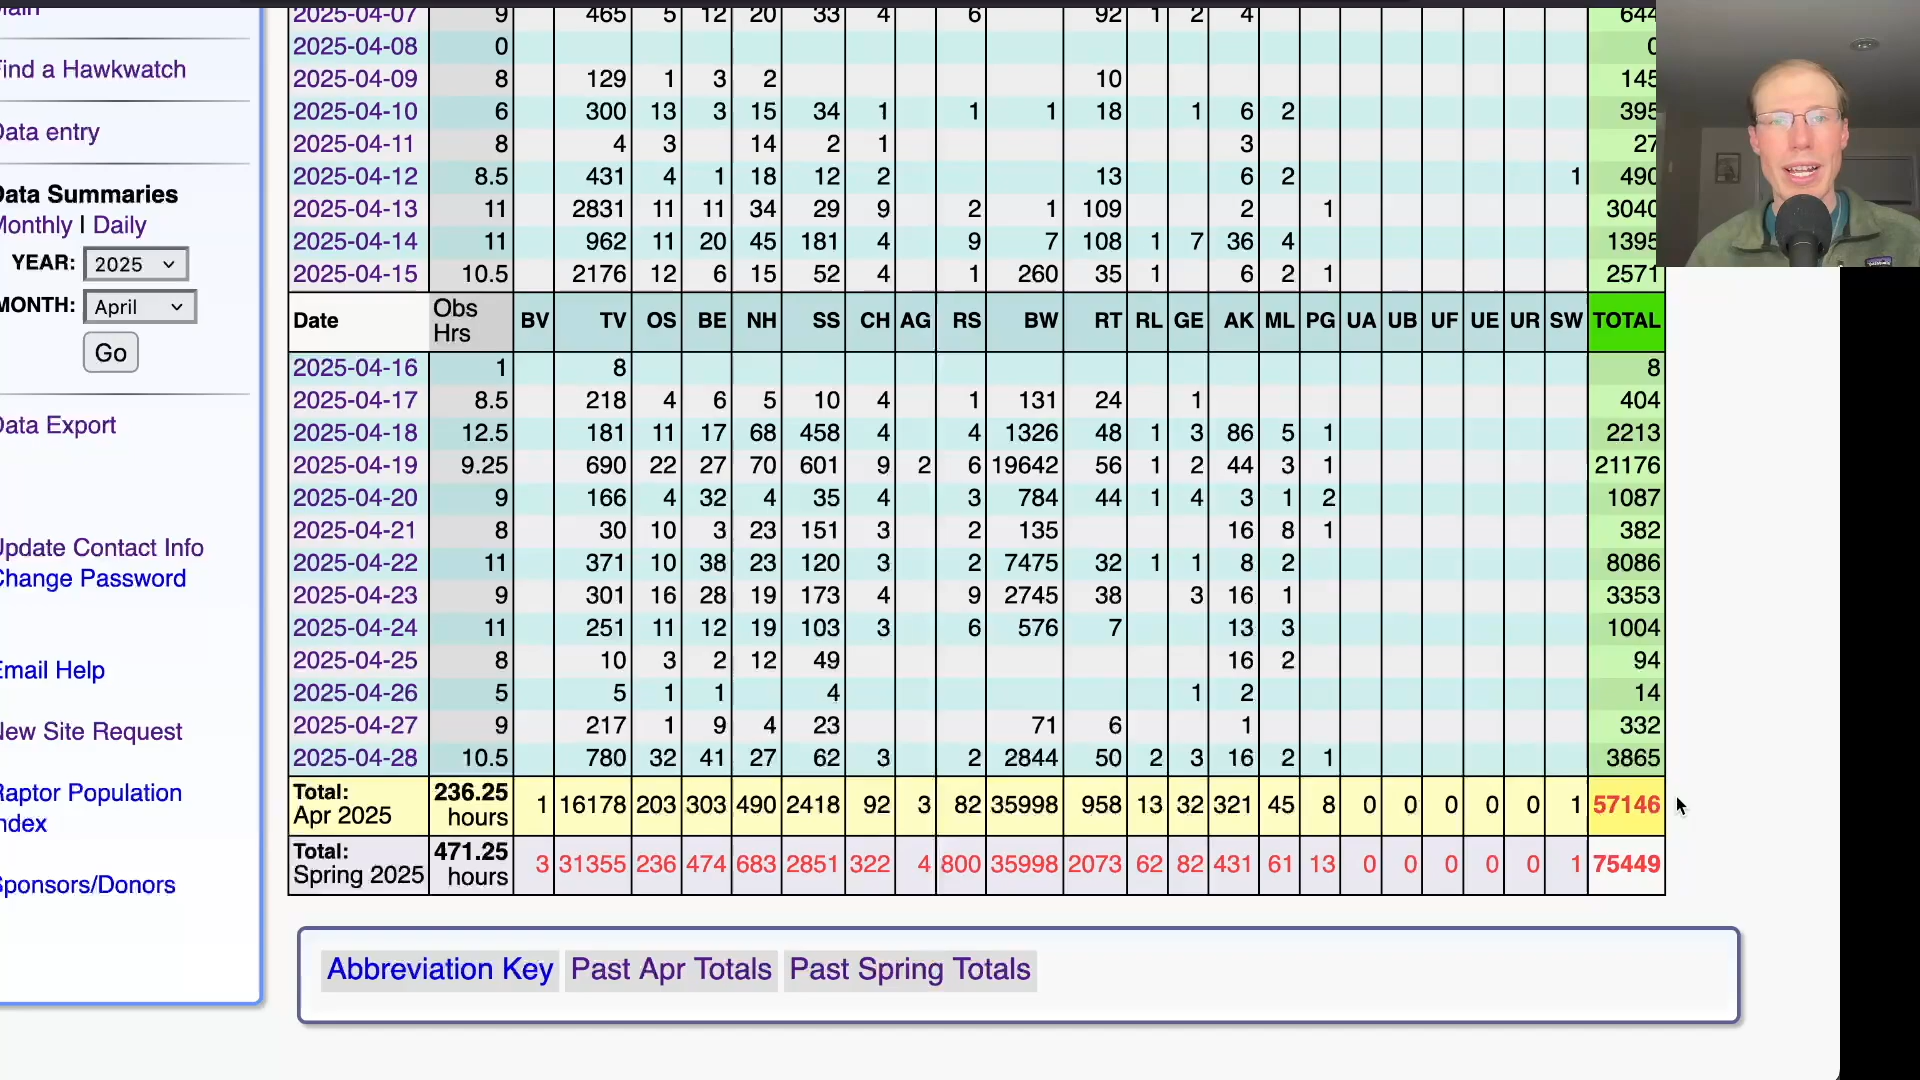 Find a Hawkwatch
Data entry
Data Summaries
Monthly | Daily
YEAR: 2025
MONTH: April
Go
Data Export
Update Contact Info
Change Password
Email Help
New Site Request
Raptor Population
Index
Sponsors/Donors
2025-04-07 9 465 5 12 20 33 4 6 92 1 2 4 644
2025-04-08 0 0
2025-04-09 8 129 1 3 2 10 145
2025-04-10 6 300 13 3 15 34 1 1 1 18 1 6 2 395
2025-04-11 8 4 3 14 2 1 3 27
2025-04-12 8.5 431 4 1 18 12 2 13 6 2 1 490
2025-04-13 11 2831 11 11 34 29 9 2 1 109 2 1 3040
2025-04-14 11 962 11 20 45 181 4 9 7 108 1 7 36 4 1395
2025-04-15 10.5 2176 12 6 15 52 4 1 260 35 1 6 2 1 2571
Date Obs Hrs BV TV OS BE NH SS CH AG RS BW RT RL GE AK ML PG UA UB UF UE UR SW TOTAL
2025-04-16 1 8 8
2025-04-17 8.5 218 4 6 5 10 4 1 131 24 1 404
2025-04-18 12.5 181 11 17 68 458 4 4 1326 48 1 3 86 5 1 2213
2025-04-19 9.25 690 22 27 70 601 9 2 6 19642 56 1 2 44 3 1 21176
2025-04-20 9 166 4 32 4 35 4 3 784 44 1 4 3 1 2 1087
2025-04-21 8 30 10 3 23 151 3 2 135 16 8 1 382
2025-04-22 11 371 10 38 23 120 3 2 7475 32 1 1 8 2 8086
2025-04-23 9 301 16 28 19 173 4 9 2745 38 3 16 1 3353
2025-04-24 11 251 11 12 19 103 3 6 576 7 13 3 1004
2025-04-25 8 10 3 2 12 49 16 2 94
2025-04-26 5 5 1 1 4 1 2 14
2025-04-27 9 217 1 9 4 23 71 6 1 332
2025-04-28 10.5 780 32 41 27 62 3 2 2844 50 2 3 16 2 1 3865
Total: Apr 2025 236.25 hours 1 16178 203 303 490 2418 92 3 82 35998 958 13 32 321 45 8 0 0 0 0 0 1 57146
Total: Spring 2025 471.25 hours 3 31355 236 474 683 2851 322 4 800 35998 2073 62 82 431 61 13 0 0 0 0 0 1 75449
Abbreviation Key Past Apr Totals Past Spring Totals